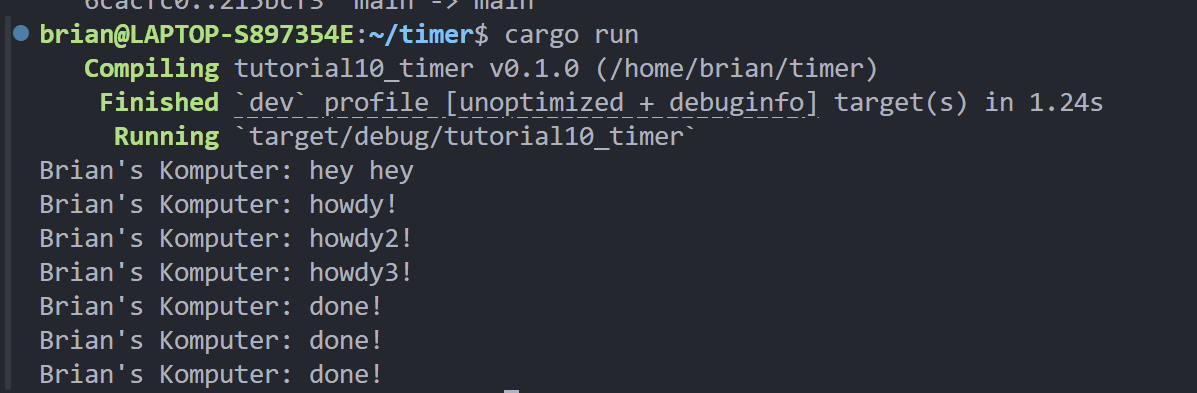 main -> main
brian@LAPTOP-S897354E:~/timer$ cargo run
Compiling tutorial10_timer v0.1.0 (/home/brian/timer)
Finished `dev` profile [unoptimized + debuginfo] target(s) in 1.24s
Running `target/debug/tutorial10_timer`
Brian's Komputer: hey hey
Brian's Komputer: howdy!
Brian's Komputer: howdy2!
Brian's Komputer: howdy3!
Brian's Komputer: done!
Brian's Komputer: done!
Brian's Komputer: done!